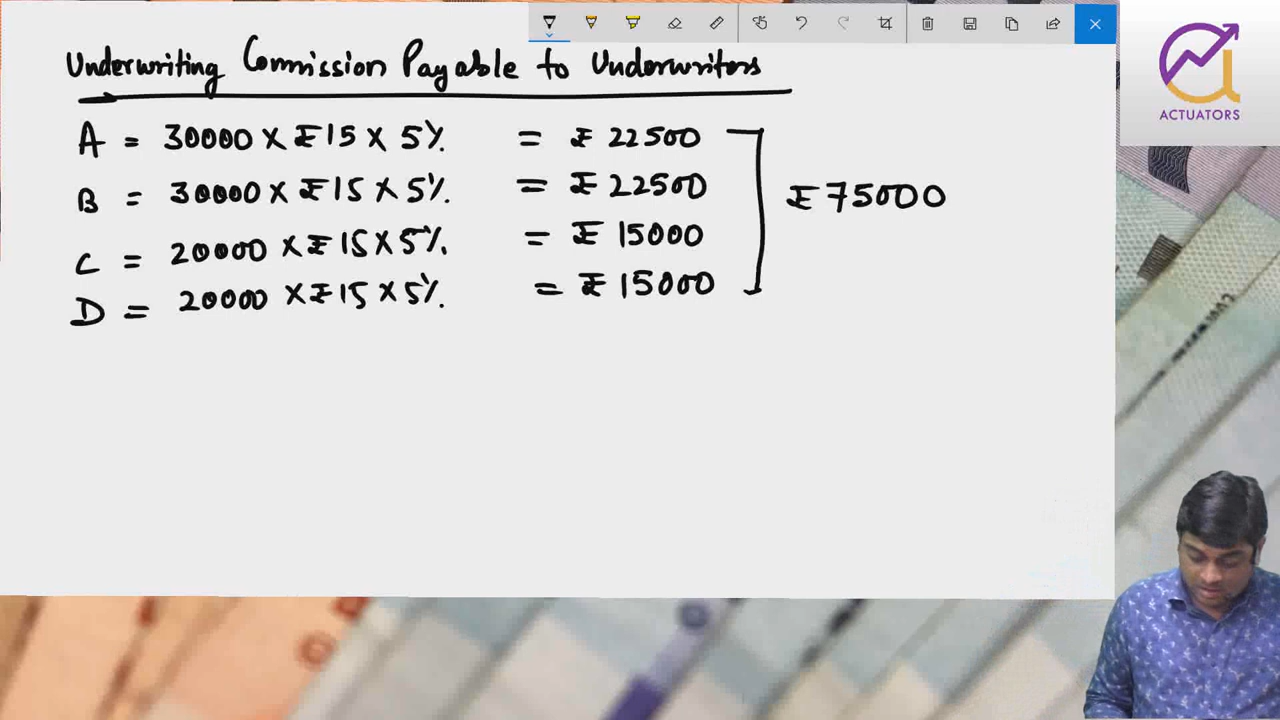 Underwriting Commission Payable to Underwritors
A = 30000 × ₹15 × 5% = ₹ 22500
B = 30000 × ₹15 × 5% = ₹ 22500
₹75000
C = 20000 × ₹15 × 5% = ₹ 15000
D = 20000 × ₹15 × 5% = ₹ 15000
ACTUATORS